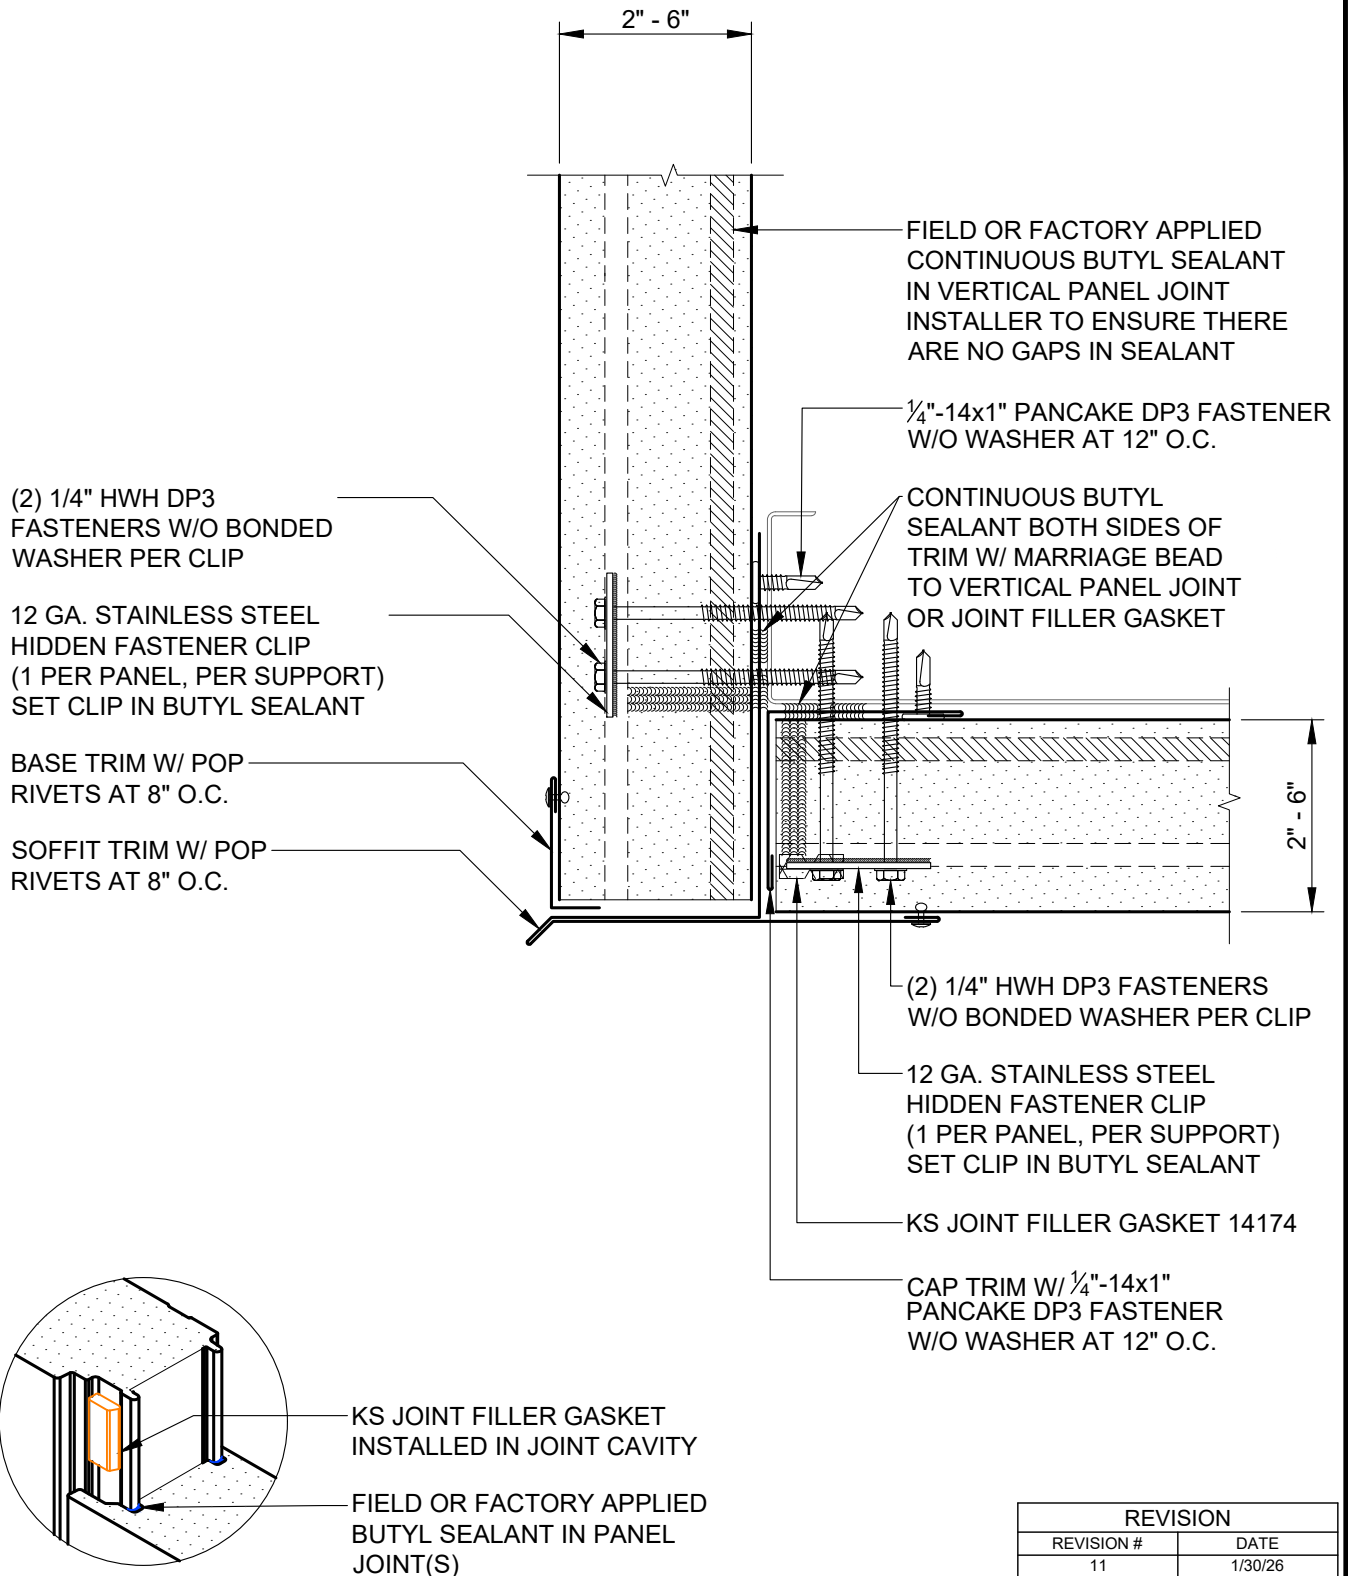 2" - 6"
FIELD OR FACTORY APPLIED
CONTINUOUS BUTYL SEALANT
IN VERTICAL PANEL JOINT
INSTALLER TO ENSURE THERE
ARE NO GAPS IN SEALANT
1/4"-14x1" PANCAKE DP3 FASTENER
W/O WASHER AT 12" O.C.
CONTINUOUS BUTYL
SEALANT BOTH SIDES OF
TRIM W/ MARRIAGE BEAD
TO VERTICAL PANEL JOINT
OR JOINT FILLER GASKET
(2) 1/4" HWH DP3
FASTENERS W/O BONDED
WASHER PER CLIP
12 GA. STAINLESS STEEL
HIDDEN FASTENER CLIP
(1 PER PANEL, PER SUPPORT)
SET CLIP IN BUTYL SEALANT
BASE TRIM W/ POP
RIVETS AT 8" O.C.
SOFFIT TRIM W/ POP
RIVETS AT 8" O.C.
2" - 6"
(2) 1/4" HWH DP3 FASTENERS
W/O BONDED WASHER PER CLIP
12 GA. STAINLESS STEEL
HIDDEN FASTENER CLIP
(1 PER PANEL, PER SUPPORT)
SET CLIP IN BUTYL SEALANT
KS JOINT FILLER GASKET 14174
CAP TRIM W/ 1/4"-14x1"
PANCAKE DP3 FASTENER
W/O WASHER AT 12" O.C.
KS JOINT FILLER GASKET
INSTALLED IN JOINT CAVITY
FIELD OR FACTORY APPLIED
BUTYL SEALANT IN PANEL
JOINT(S)
REVISION
REVISION # DATE
11 1/30/26